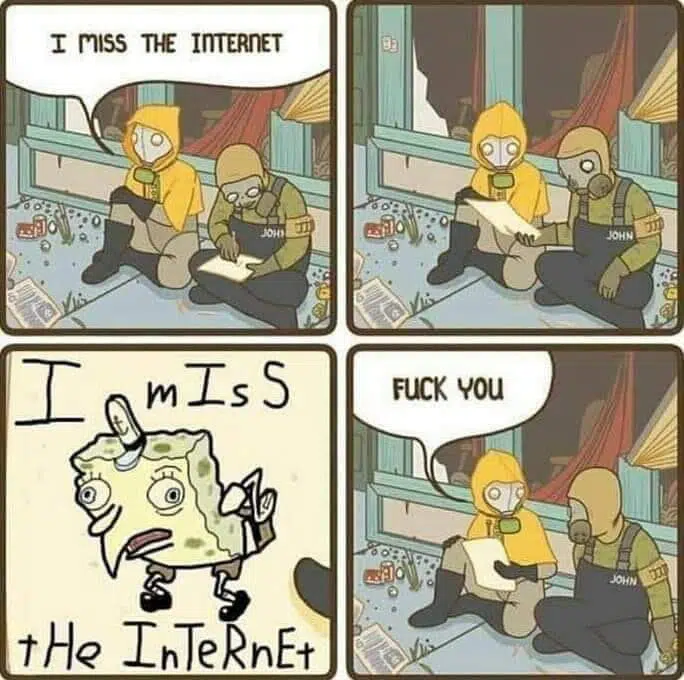 I MISS THE INTERNET
JOHN
JOHN
I mIsS
t
tHe InTeRnEt
FUCK YOU
JOHN